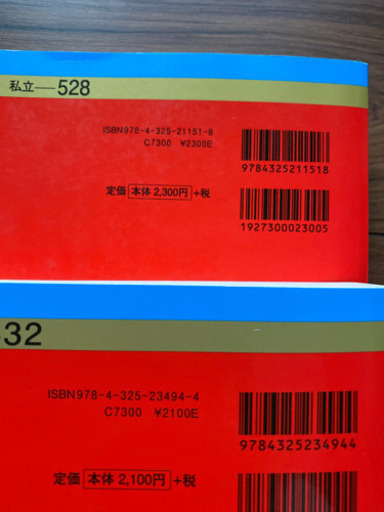 私立—528
ISBN978-4-325-21151-8
C7300 ¥2300E
9784325211518
定価 本体 2,300円 +税
1927300023005
32
ISBN978-4-325-23494-4
C7300 ¥2100E
9784325234944
定価 本体 2,100円 +税